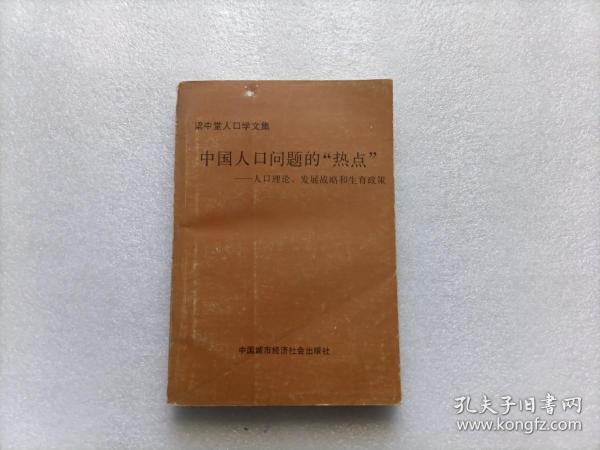 梁中堂人口学文集
中国人口问题的“热点”
——人口理论、发展战略和生育政策
中国城市经济社会出版社
孔夫子旧书网
www.kongfz.com